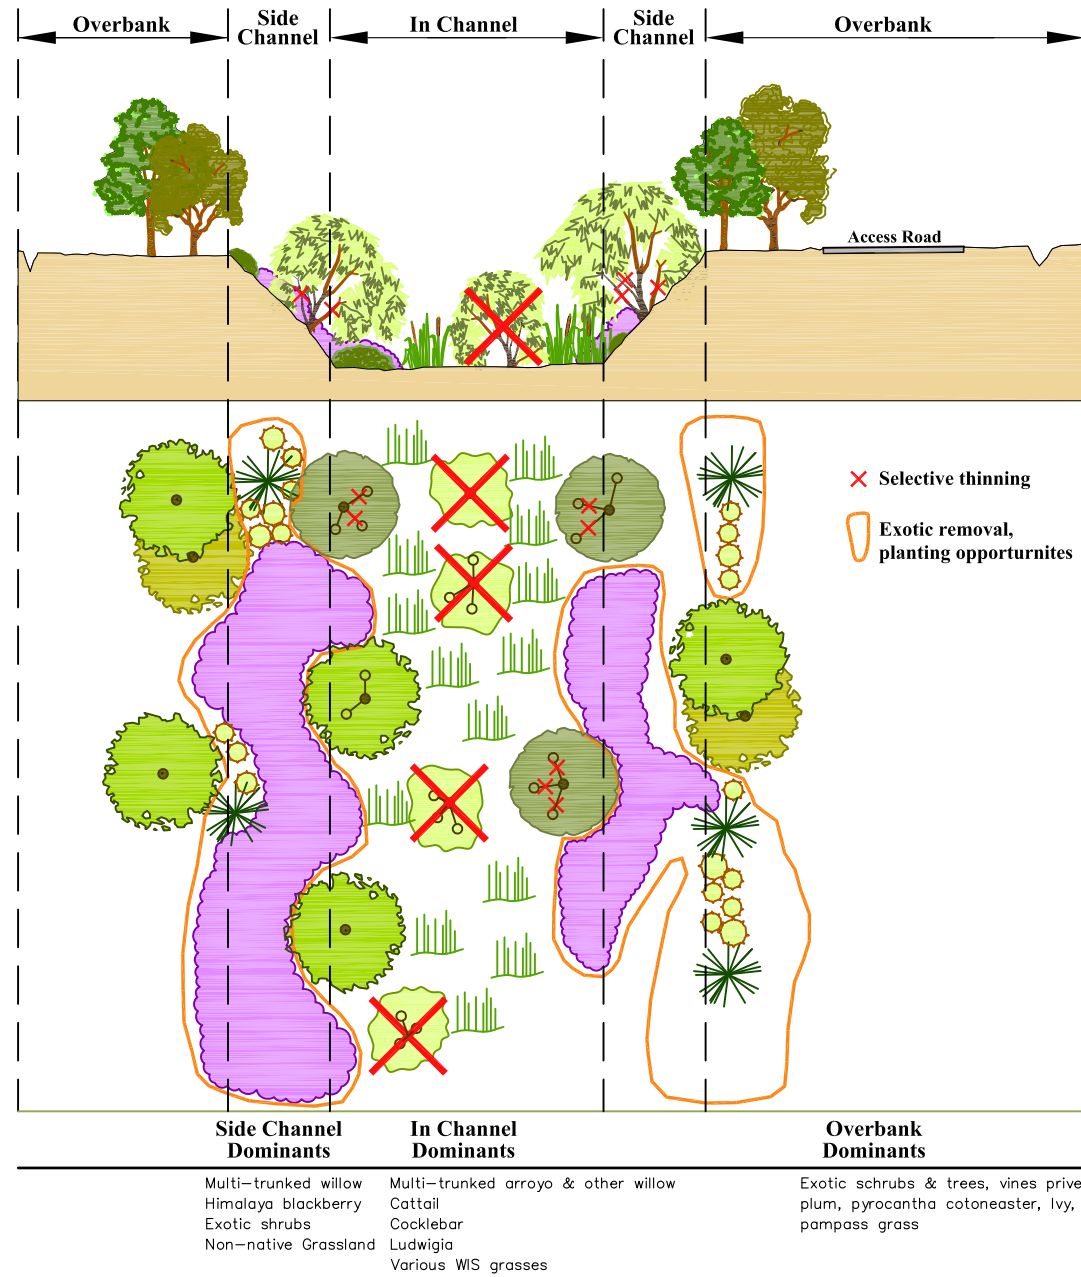 Overbank
Side
Channel
In Channel
Side
Channel
Overbank
Access Road
Selective thinning
Exotic removal,
planting opporturnites
Side Channel
Dominants
In Channel
Dominants
Overbank
Dominants
Multi-trunked willow
Himalaya blackberry
Exotic shrubs
Non-native Grassland
Multi-trunked arroyo & other willow
Cattail
Cocklebar
Ludwigia
Various WIS grasses
Exotic schrubs & trees, vines prive
plum, pyrocantha cotoneaster, Ivy,
pampass grass